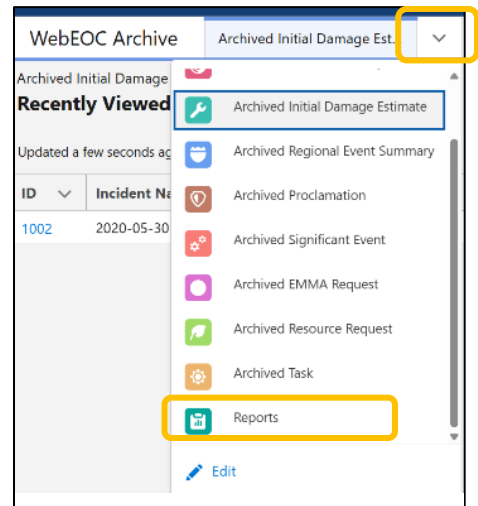 WebEOC Archive
Archived Initial Damage Est..
Archived Initial Damage
Recently Viewed
Updated a few seconds ag
ID
Incident Na
1002
2020-05-30
Archived Initial Damage Estimate
Archived Regional Event Summary
Archived Proclamation
Archived Significant Event
Archived EMMA Request
Archived Resource Request
Archived Task
Reports
Edit